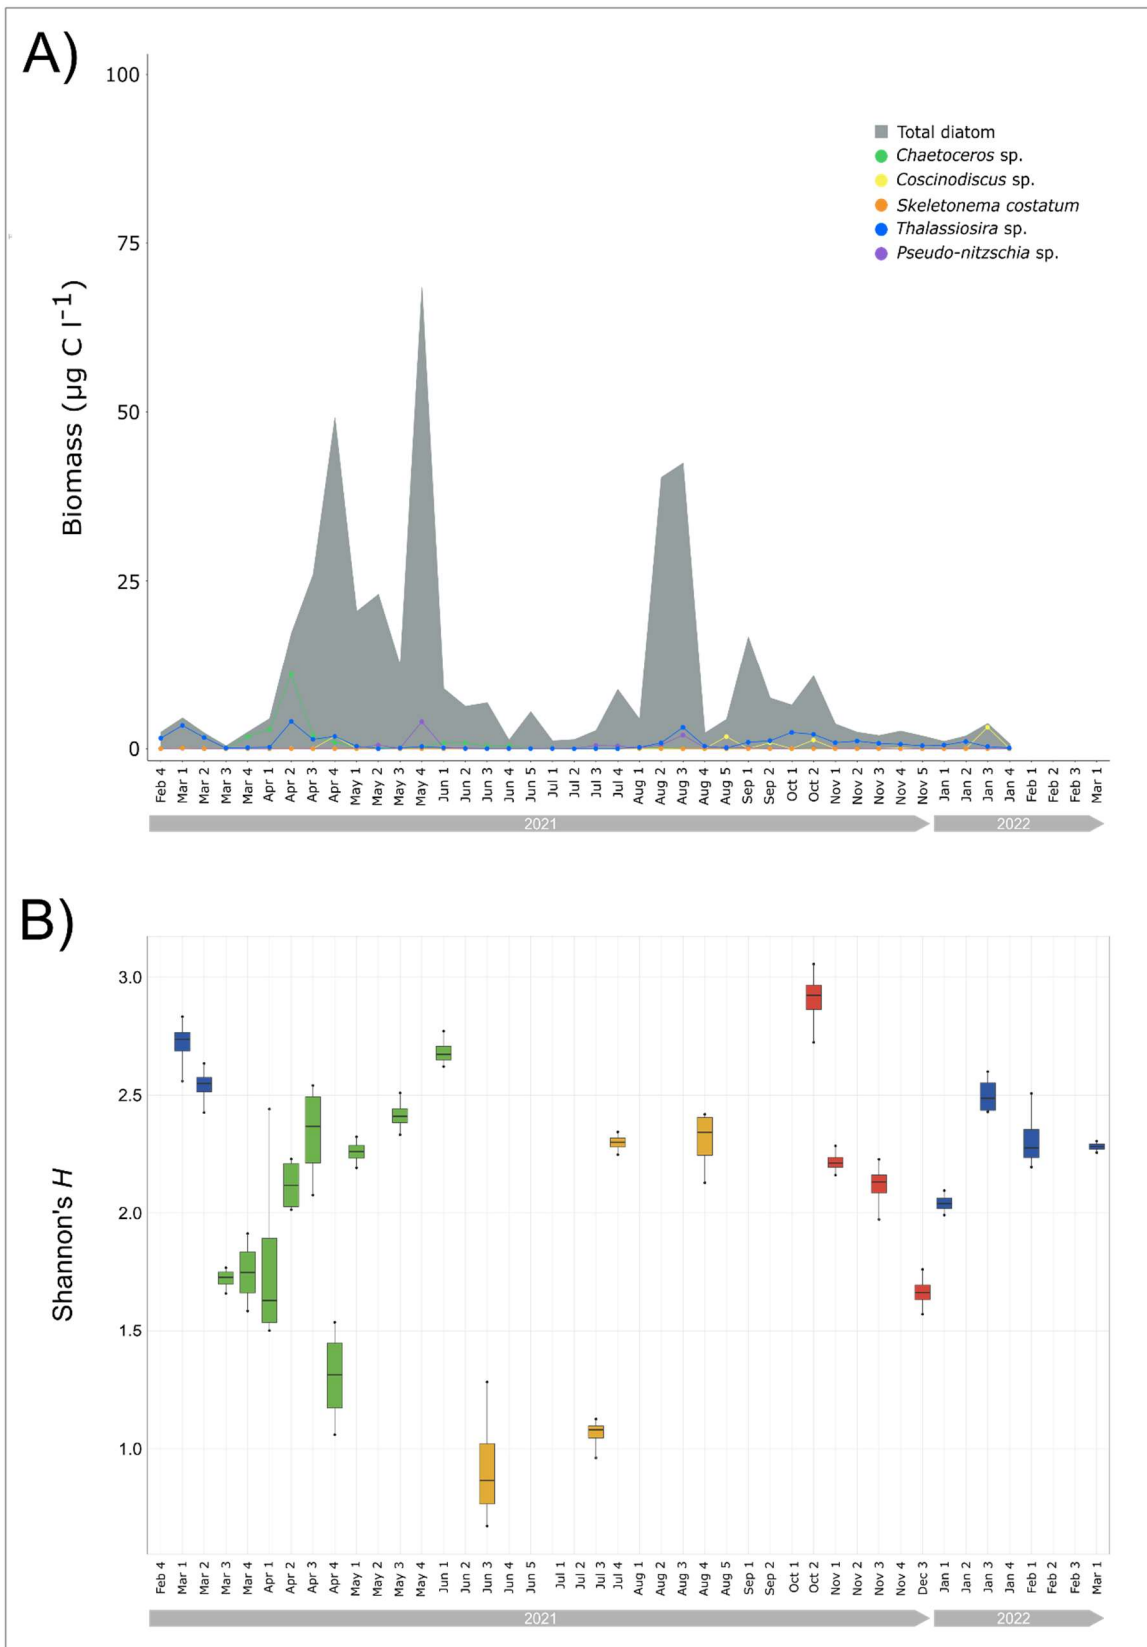 A)
100
75
50
25
0
Biomass (µg C l⁻¹)
Total diatom
Chaetoceros sp.
Coscinodiscus sp.
Skeletonema costatum
Thalassiosira sp.
Pseudo-nitzschia sp.
Feb 4
Mar 1
Mar 2
Mar 3
Mar 4
Apr 1
Apr 2
Apr 3
Apr 4
May 1
May 2
May 3
May 4
Jun 1
Jun 2
Jun 3
Jun 4
Jun 5
Jul 1
Jul 2
Jul 3
Jul 4
Aug 1
Aug 2
Aug 3
Aug 4
Aug 5
Sep 1
Sep 2
Oct 1
Oct 2
Nov 1
Nov 2
Nov 3
Nov 4
Nov 5
Jan 1
Jan 2
Jan 3
Jan 4
Feb 1
Feb 2
Feb 3
Mar 1
2021
2022
B)
3.0
2.5
2.0
1.5
1.0
Shannon's H
Feb 4
Mar 1
Mar 2
Mar 3
Mar 4
Apr 1
Apr 2
Apr 3
Apr 4
May 1
May 2
May 3
May 4
Jun 1
Jun 2
Jun 3
Jun 4
Jun 5
Jul 1
Jul 2
Jul 3
Jul 4
Aug 1
Aug 2
Aug 3
Aug 4
Aug 5
Sep 1
Sep 2
Oct 1
Oct 2
Nov 1
Nov 2
Nov 3
Nov 4
Dec 3
Jan 1
Jan 2
Jan 3
Jan 4
Feb 1
Feb 2
Feb 3
Mar 1
2021
2022